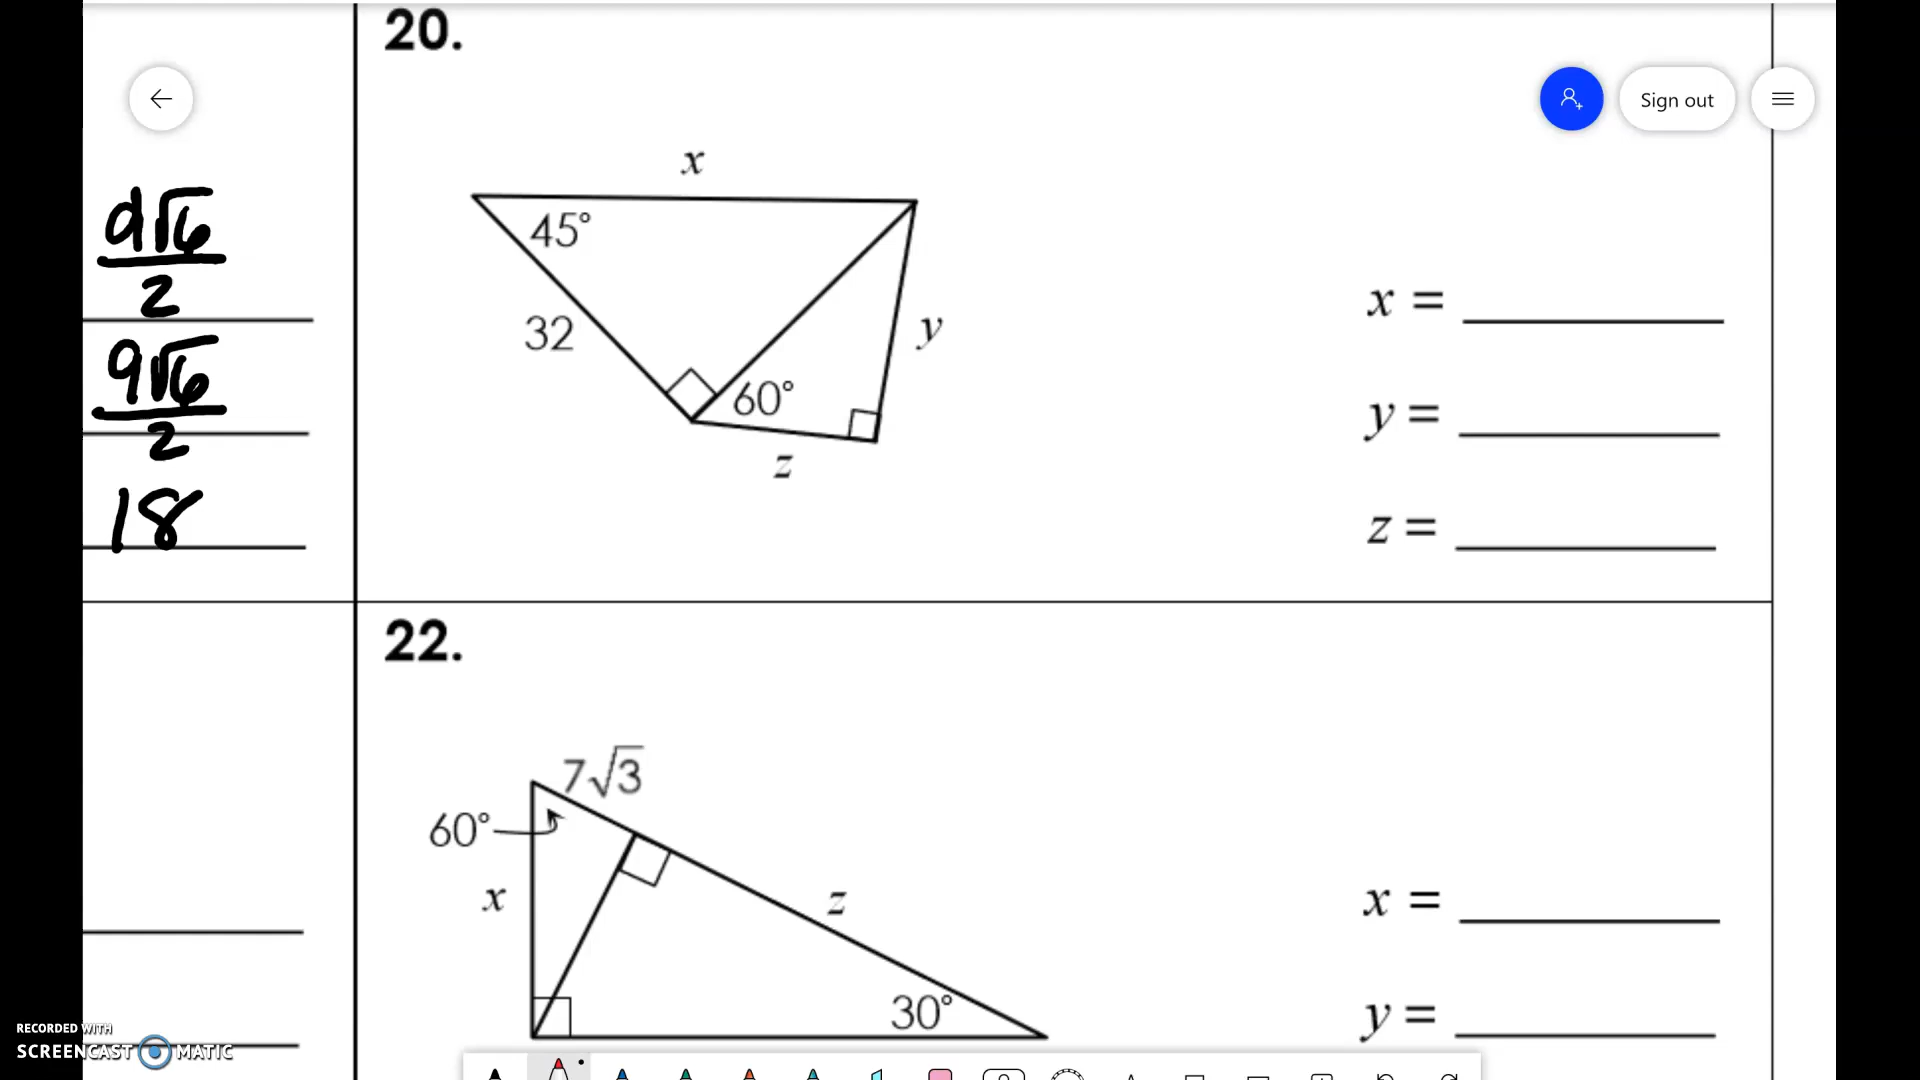 20.
Sign out
x
45°
32
60°
y
z
x =
y =
z =
9√6
2
9√6
2
18
22.
7√3
60°
x
z
30°
x =
y =
RECORDED WITH
SCREENCAST MATIC